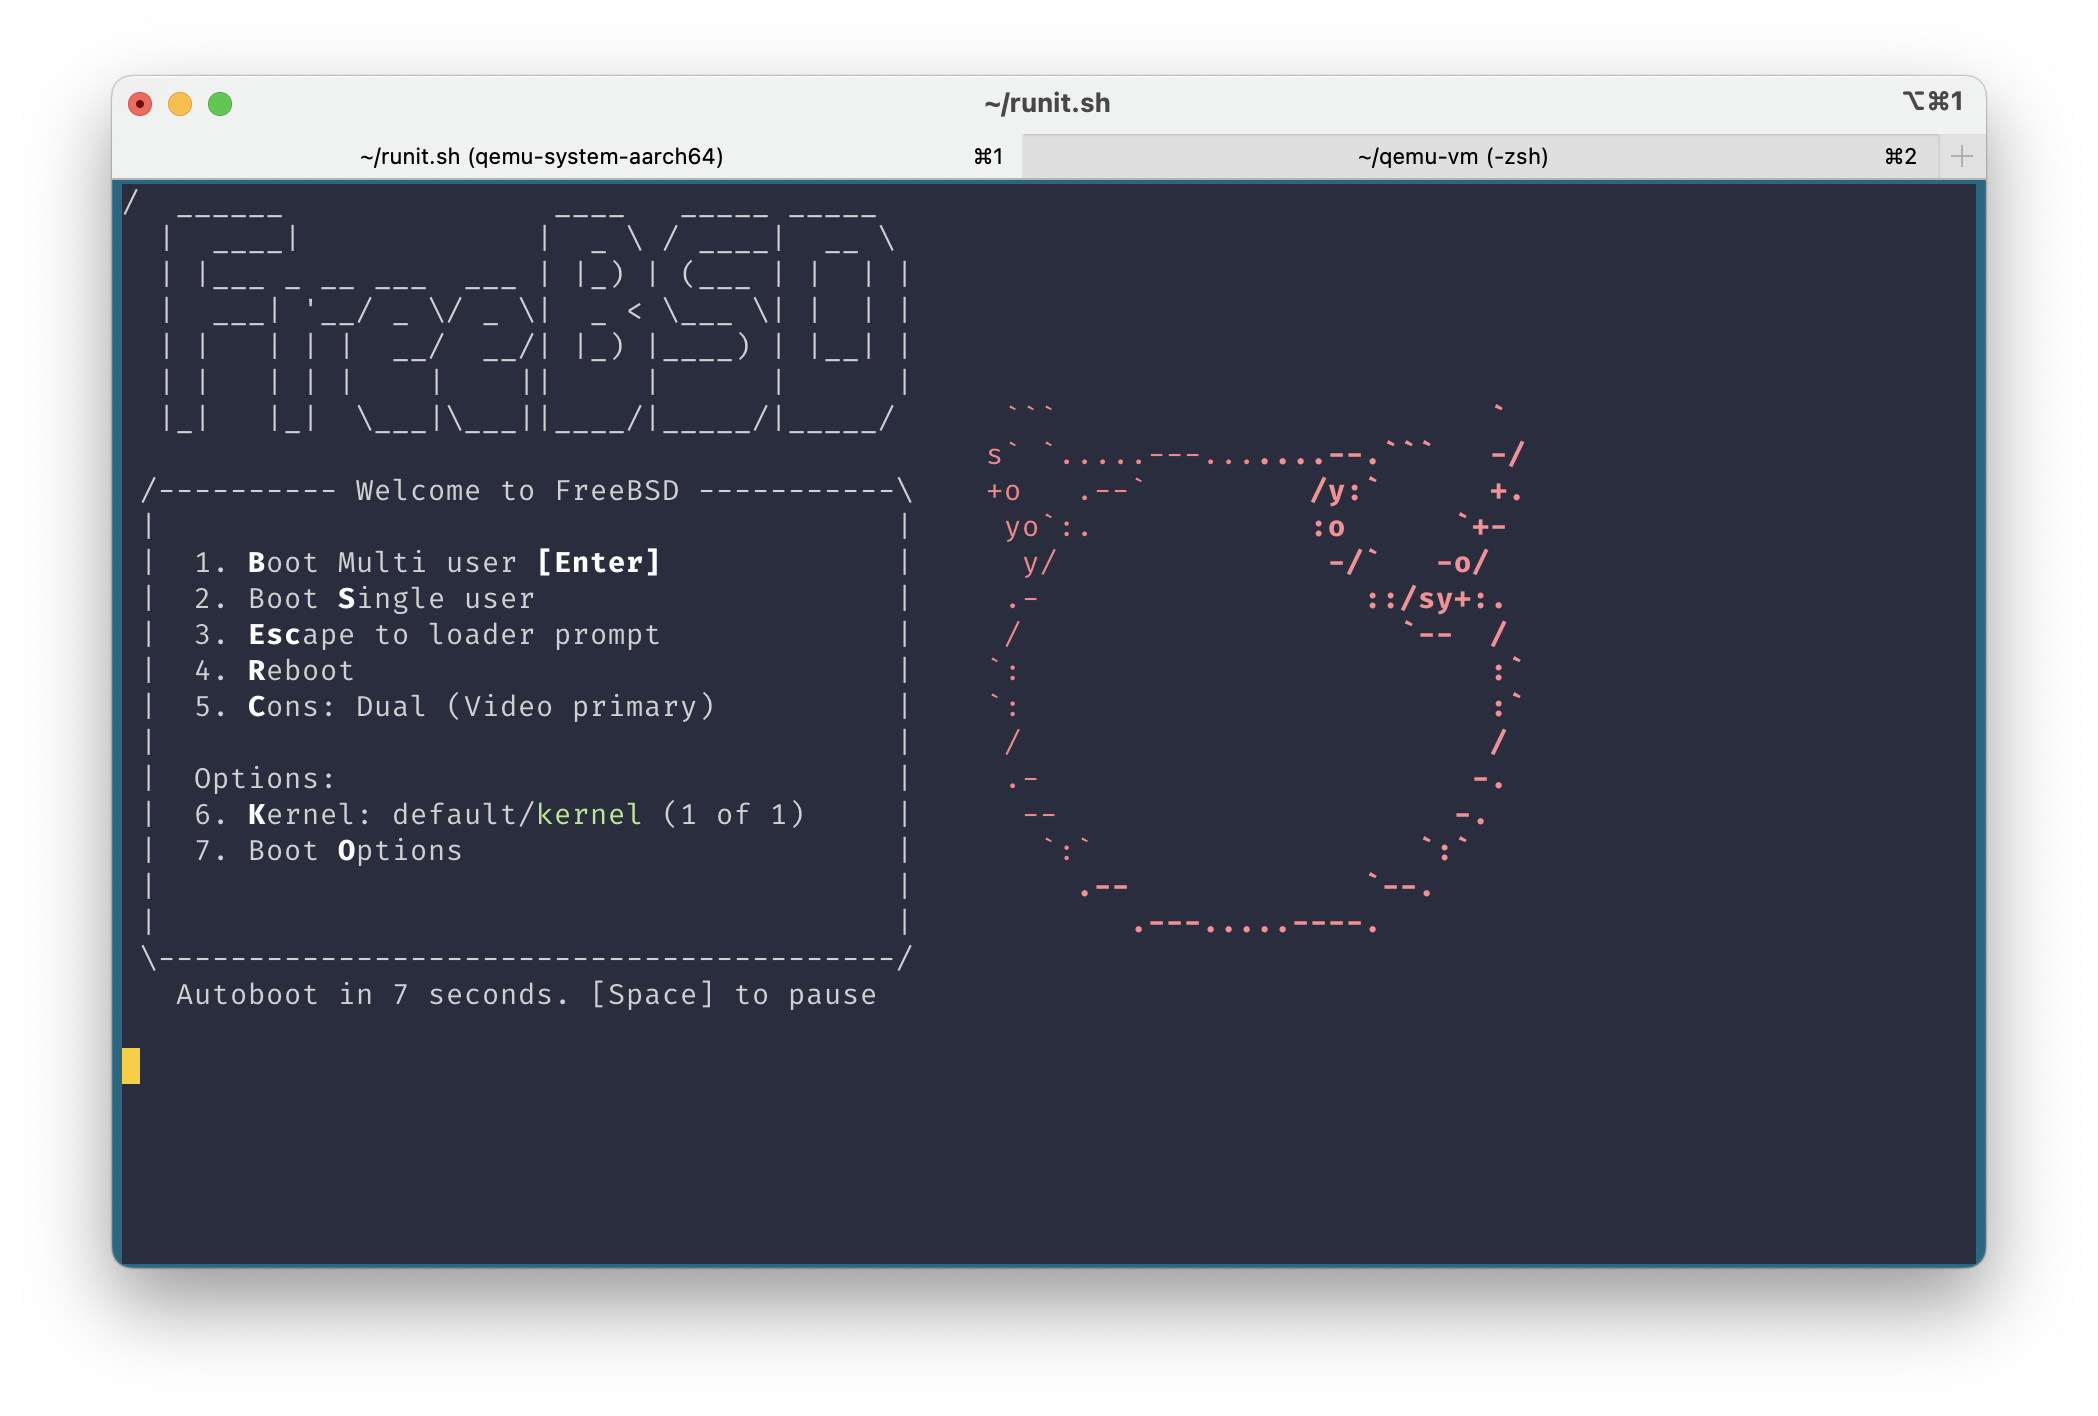 ~/runit.sh
⌥⌘1
~/runit.sh (qemu-system-aarch64) ⌘1
~/qemu-vm (-zsh) ⌘2
FreeBSD
/---------- Welcome to FreeBSD -----------\
1. Boot Multi user [Enter]
2. Boot Single user
3. Escape to loader prompt
4. Reboot
5. Cons: Dual (Video primary)
Options:
6. Kernel: default/kernel (1 of 1)
7. Boot Options
Autoboot in 7 seconds. [Space] to pause